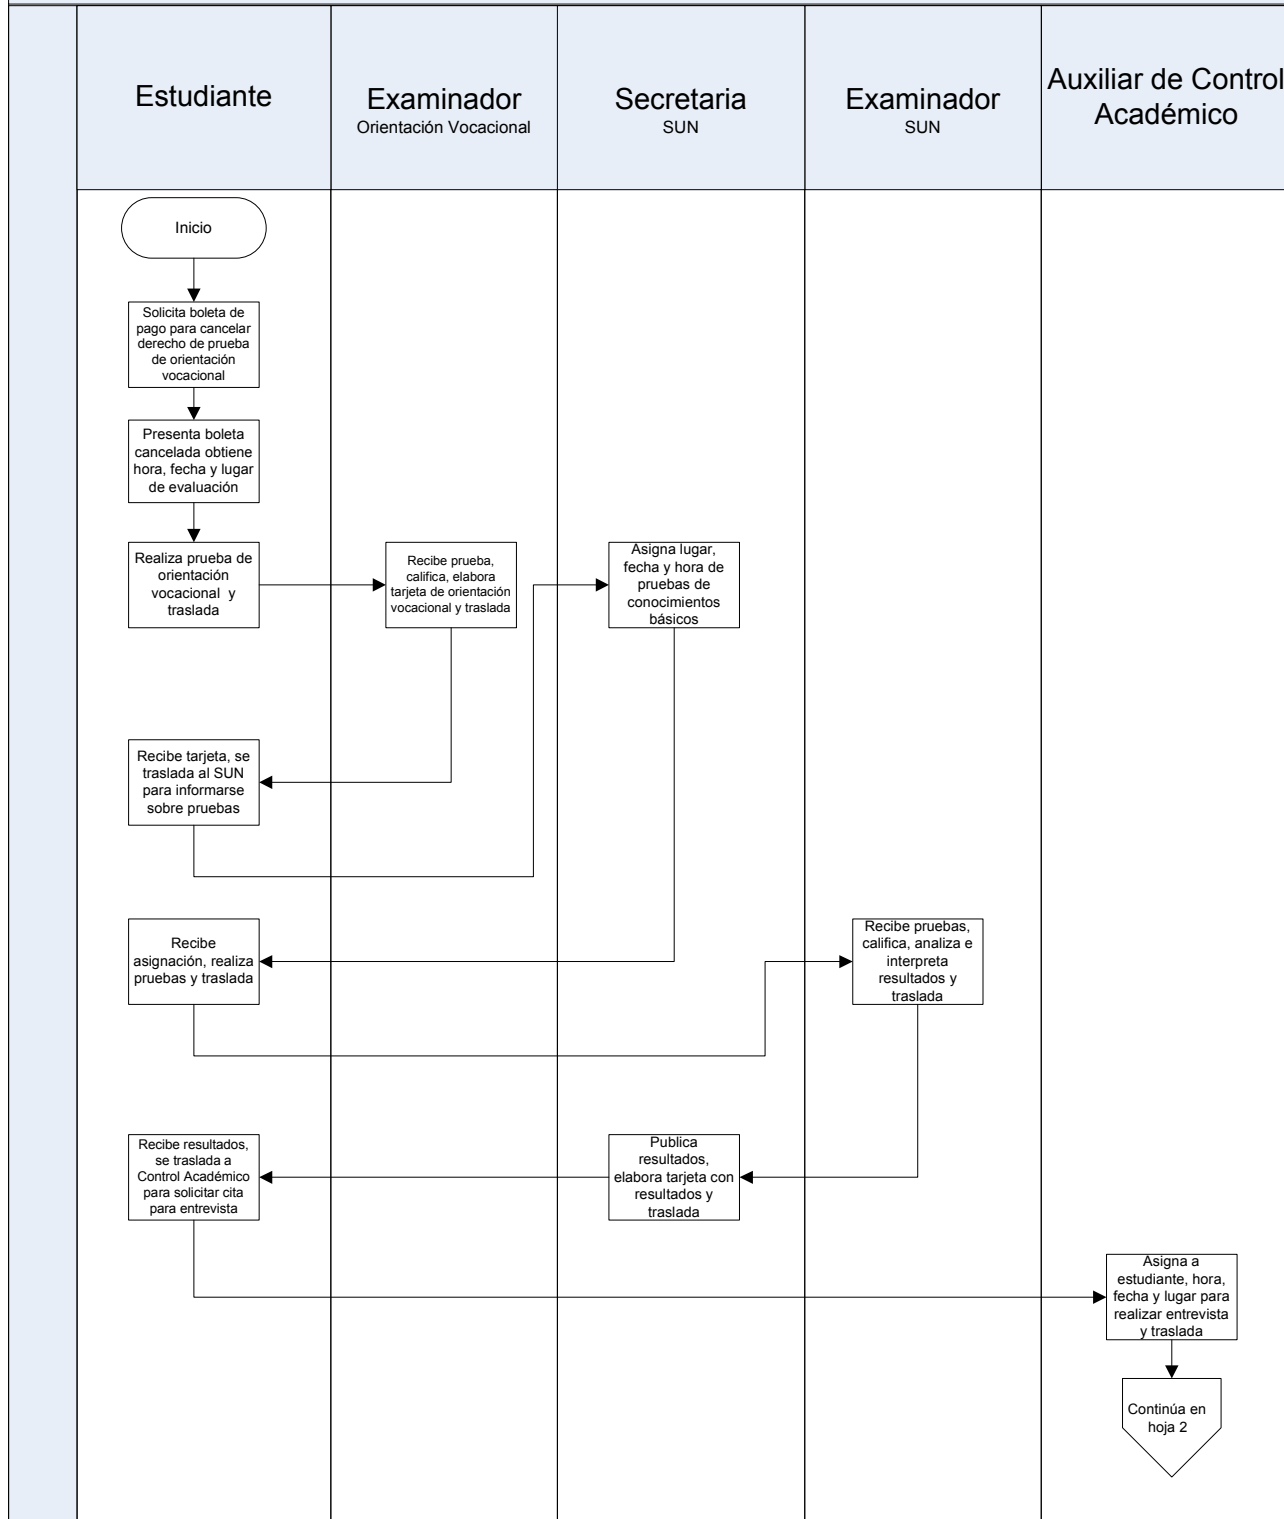 Estudiante
Examinador
Orientación Vocacional
Secretaria
SUN
Examinador
SUN
Auxiliar de Control
Académico
Inicio
Solicita boleta de
pago para cancelar
derecho de prueba
de orientación
vocacional
Presenta boleta
cancelada obtiene
hora, fecha y lugar
de evaluación
Realiza prueba de
orientación
vocacional y
traslada
Recibe prueba,
califica, elabora
tarjeta de orientación
vocacional y traslada
Asigna lugar,
fecha y hora de
pruebas de
conocimientos
básicos
Recibe tarjeta, se
traslada al SUN
para informarse
sobre pruebas
Recibe
asignación, realiza
pruebas y traslada
Recibe pruebas,
califica, analiza e
interpreta
resultados y
traslada
Recibe resultados,
se traslada a
Control Académico
para solicitar cita
para entrevista
Publica
resultados,
elabora tarjeta con
resultados y
traslada
Asigna a
estudiante, hora,
fecha y lugar para
realizar entrevista
y traslada
Continúa en
hoja 2